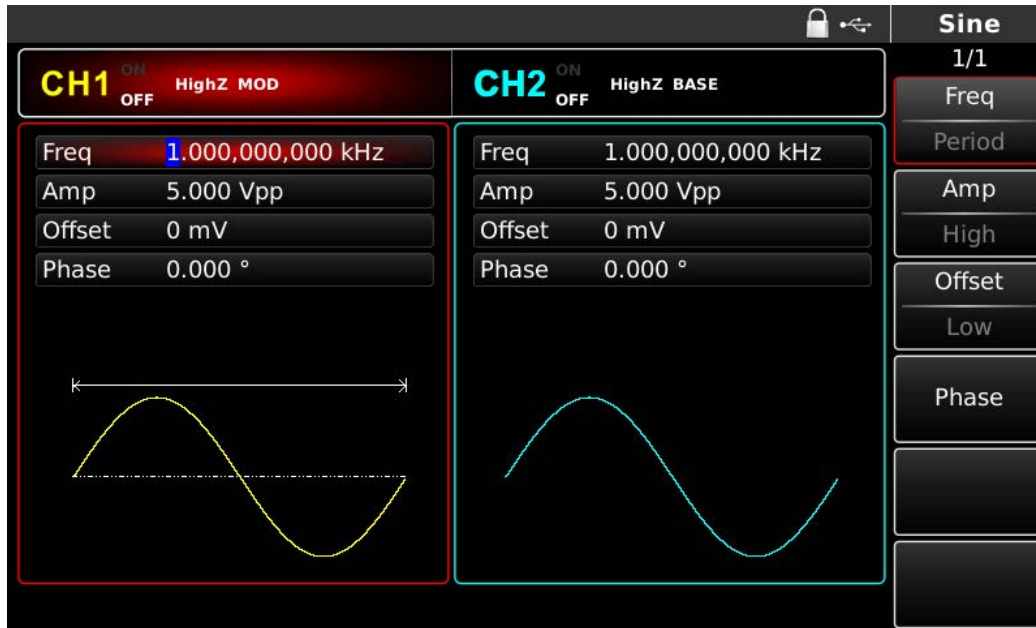 Sine
1/1
CH1 ON OFF HighZ MOD
CH2 ON OFF HighZ BASE
Freq 1.000,000,000 kHz
Amp 5.000 Vpp
Offset 0 mV
Phase 0.000 °
Freq 1.000,000,000 kHz
Amp 5.000 Vpp
Offset 0 mV
Phase 0.000 °
Freq
Period
Amp
High
Offset
Low
Phase